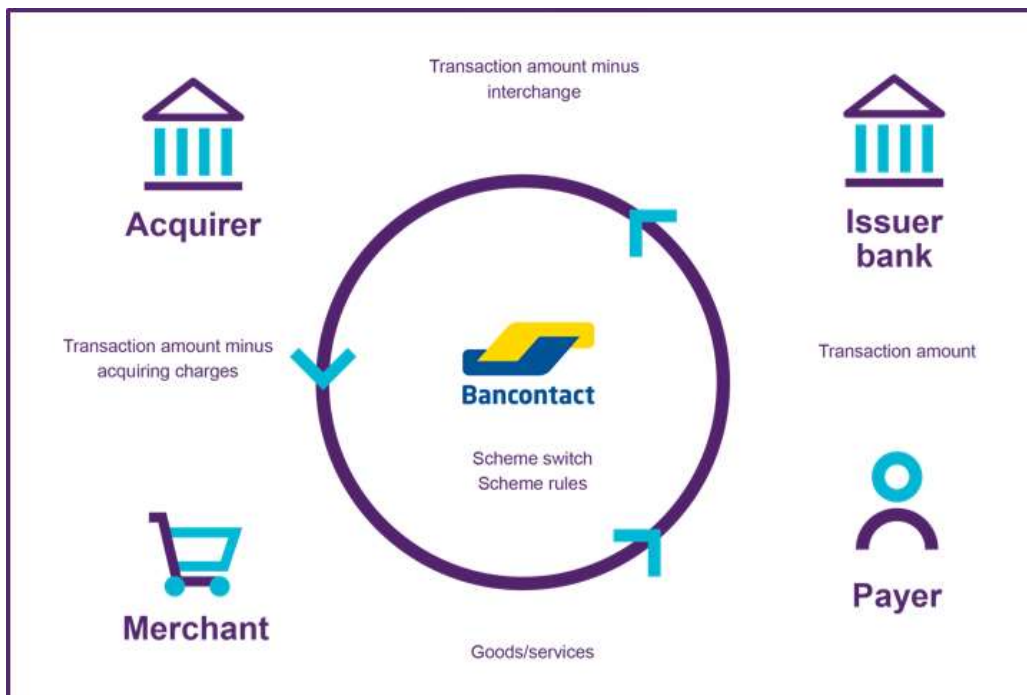 Transaction amount minus
interchange
Acquirer
Issuer
bank
Transaction amount minus
acquiring charges
Bancontact
Transaction amount
Scheme switch
Scheme rules
Merchant
Payer
Goods/services